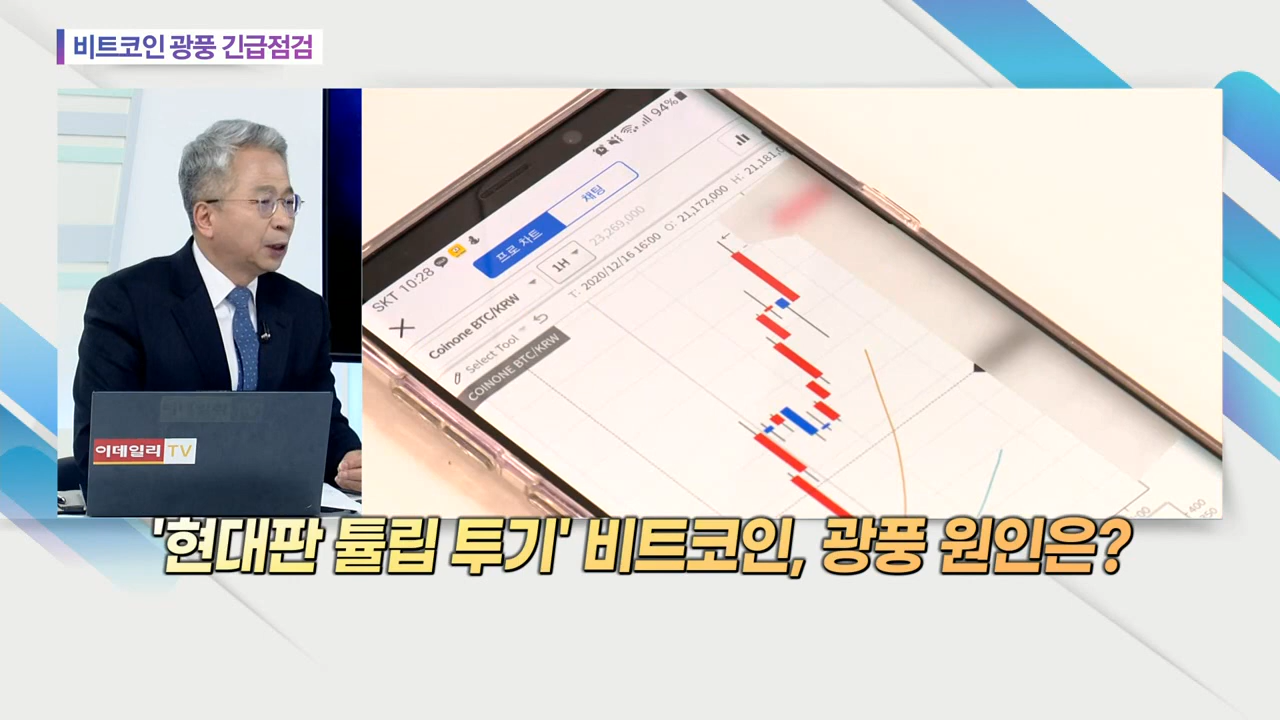 비트코인 광풍 긴급점검
SKT 10:28
94%
프로 차트
채팅
Coinone BTC/KRW
1H
23,269,000
T: 2020/12/16 16:00 O: 21,172,000 H: 21,181,0
Select Tool
COINONE BTC/KRW
이데일리 TV
'현대판 튤립 투기' 비트코인, 광풍 원인은?